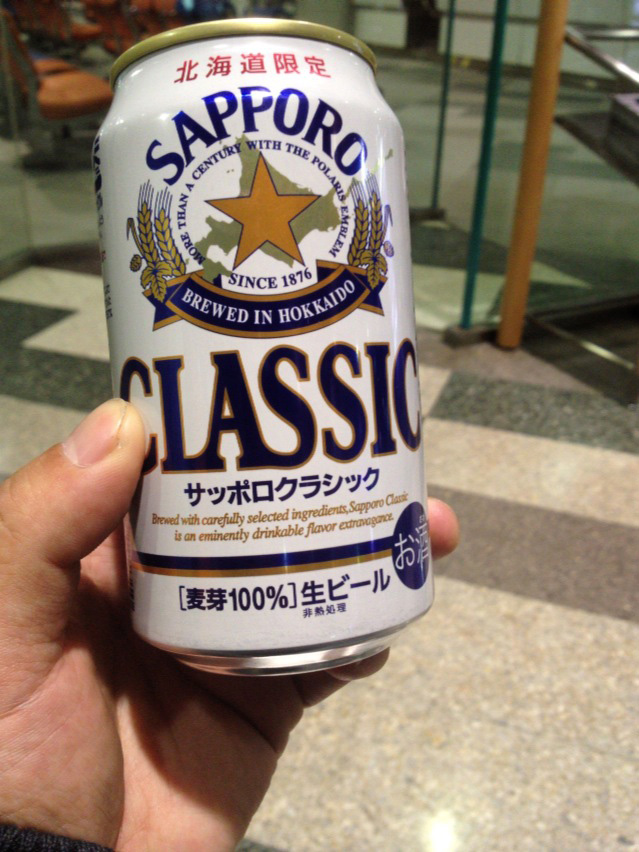 北海道限定
SAPPORO
MORE THAN A CENTURY WITH THE POLARIS EMBLEM
SINCE 1876
BREWED IN HOKKAIDO
CLASSIC
サッポロクラシック
Brewed with carefully selected ingredients, Sapporo Classic
is an eminently drinkable flavor extravagance.
お酒
[麦芽100%]生ビール
非熱処理